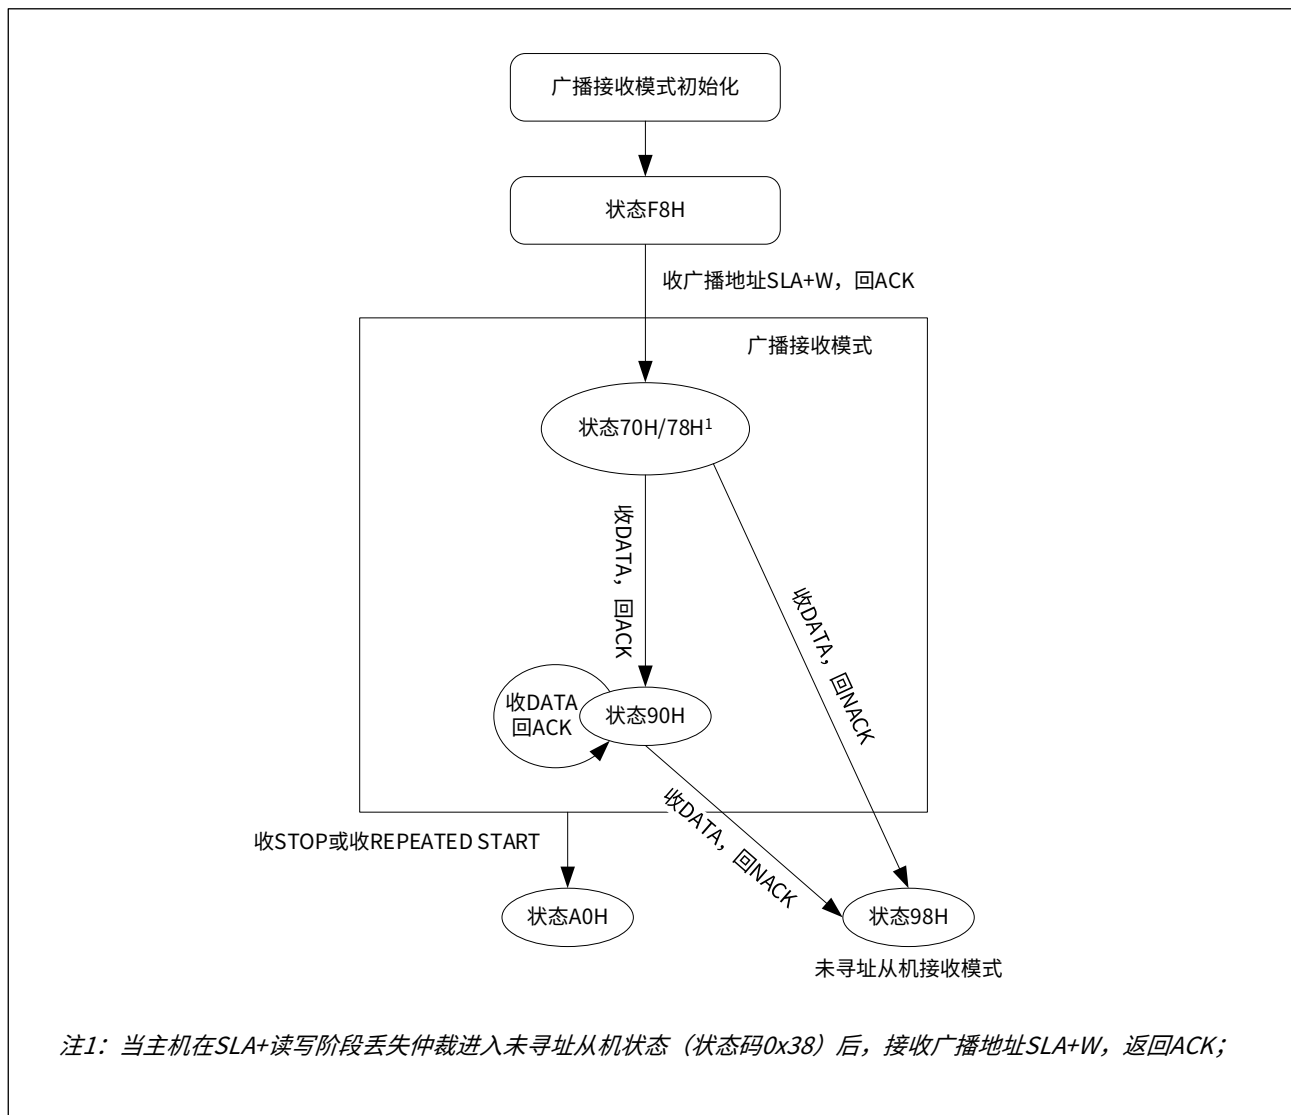 广播接收模式初始化
状态F8H
收广播地址SLA+W，回ACK
广播接收模式
状态70H/78H¹
收DATA，回ACK
收DATA，回NACK
收DATA
回ACK
状态90H
收DATA，回NACK
收STOP或收REPEATED START
状态A0H
状态98H
未寻址从机接收模式
注1：当主机在SLA+读写阶段丢失仲裁进入未寻址从机状态（状态码0x38）后，接收广播地址SLA+W，返回ACK；